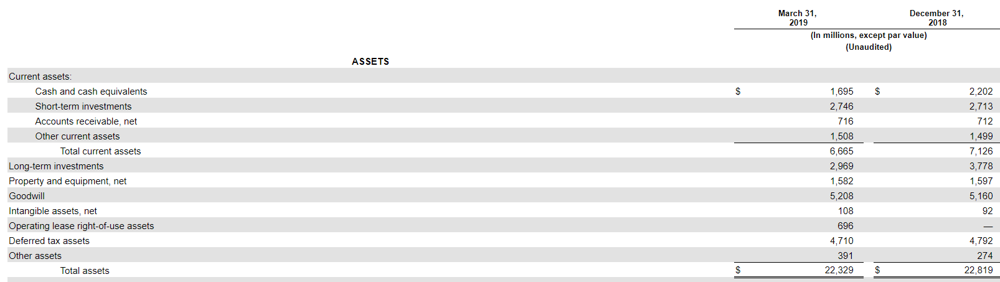 March 31, December 31,
2019 2018
(In millions, except par value)
(Unaudited)
ASSETS
Current assets:
Cash and cash equivalents $ 1,695 $ 2,202
Short-term investments 2,746 2,713
Accounts receivable, net 716 712
Other current assets 1,508 1,499
Total current assets 6,665 7,126
Long-term investments 2,969 3,778
Property and equipment, net 1,582 1,597
Goodwill 5,208 5,160
Intangible assets, net 108 92
Operating lease right-of-use assets 696 —
Deferred tax assets 4,710 4,792
Other assets 391 274
Total assets $ 22,329 $ 22,819